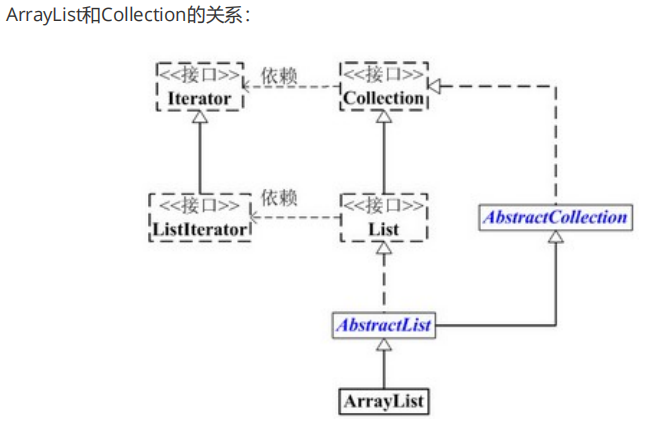 ArrayList和Collection的关系：
<<接口>> 依赖 <<接口>>
Iterator Collection
<<接口>> 依赖 <<接口>> AbstractCollection
ListIterator List
AbstractList
ArrayList